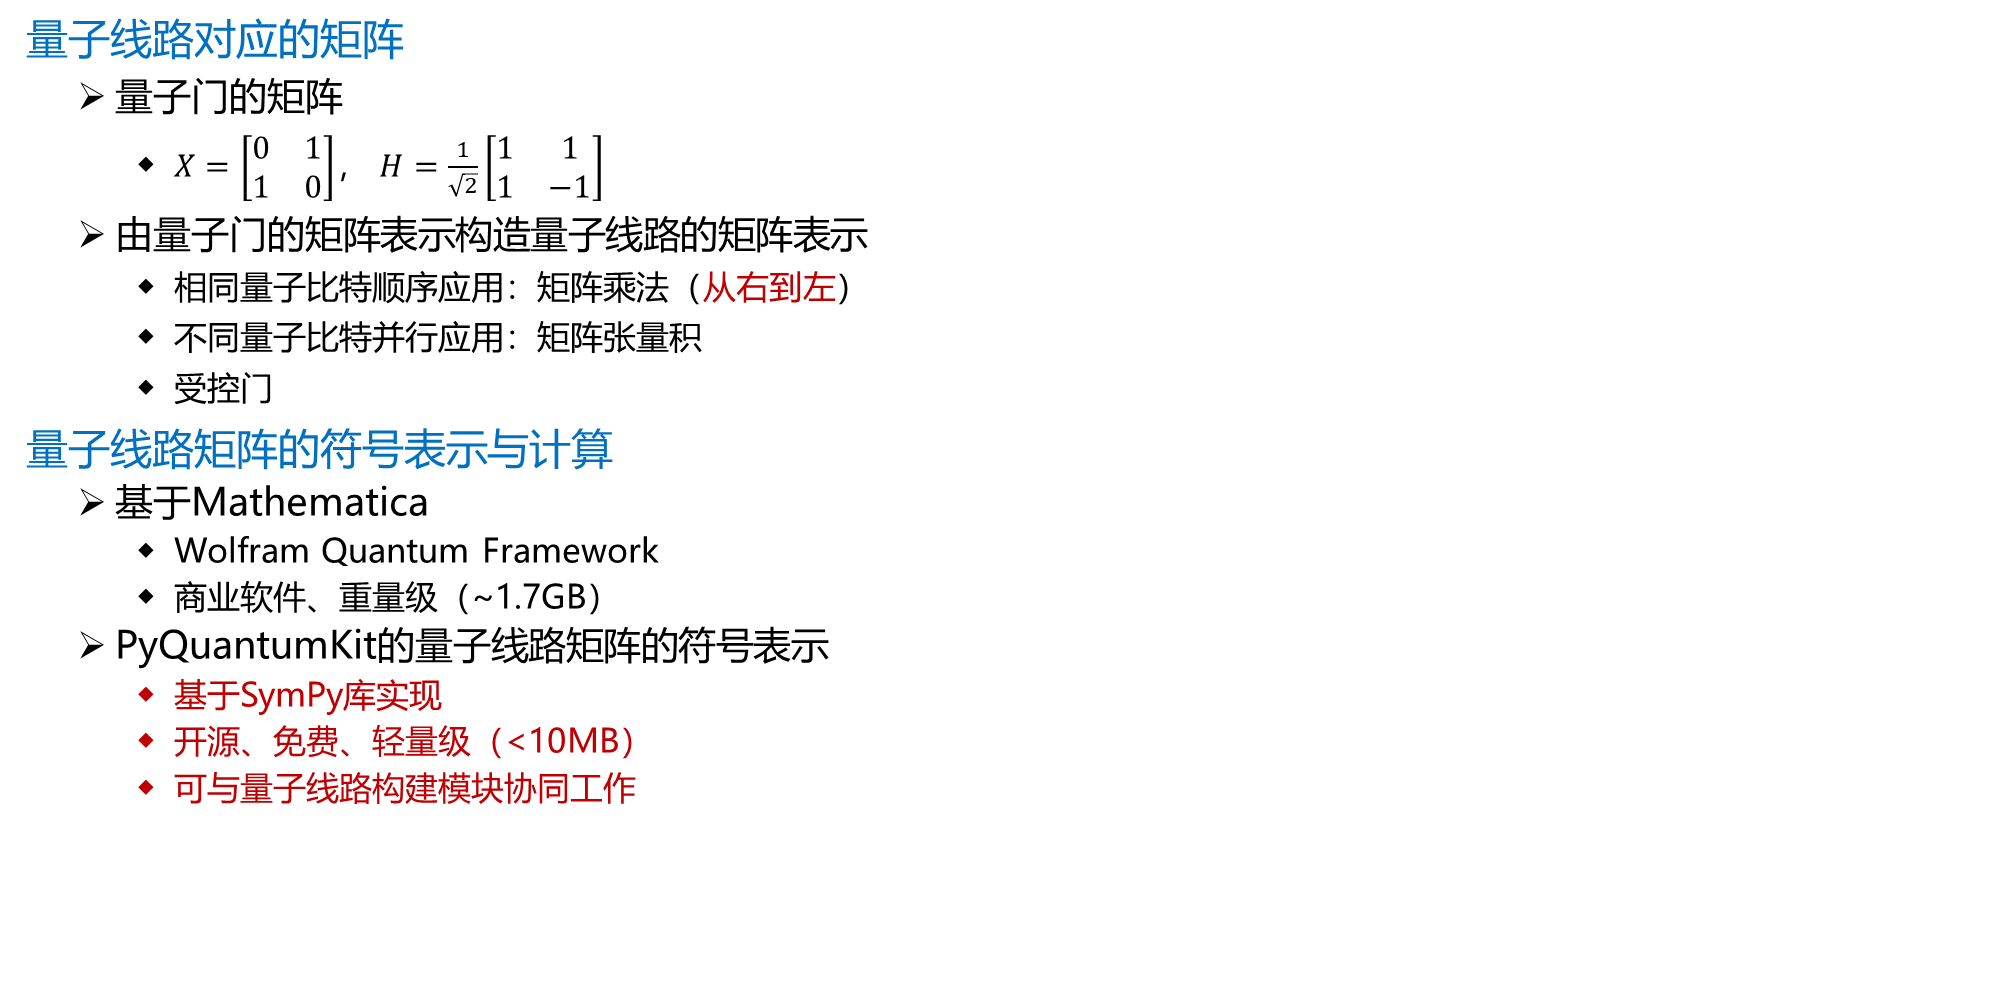 量子线路对应的矩阵
➢ 量子门的矩阵
◆ X = [0 1; 1 0], H = 1/√2 [1 1; 1 −1]
➢ 由量子门的矩阵表示构造量子线路的矩阵表示
◆ 相同量子比特顺序应用：矩阵乘法（从右到左）
◆ 不同量子比特并行应用：矩阵张量积
◆ 受控门
量子线路矩阵的符号表示与计算
➢ 基于Mathematica
◆ Wolfram Quantum Framework
◆ 商业软件、重量级（~1.7GB）
➢ PyQuantumKit的量子线路矩阵的符号表示
◆ 基于SymPy库实现
◆ 开源、免费、轻量级（<10MB）
◆ 可与量子线路构建模块协同工作